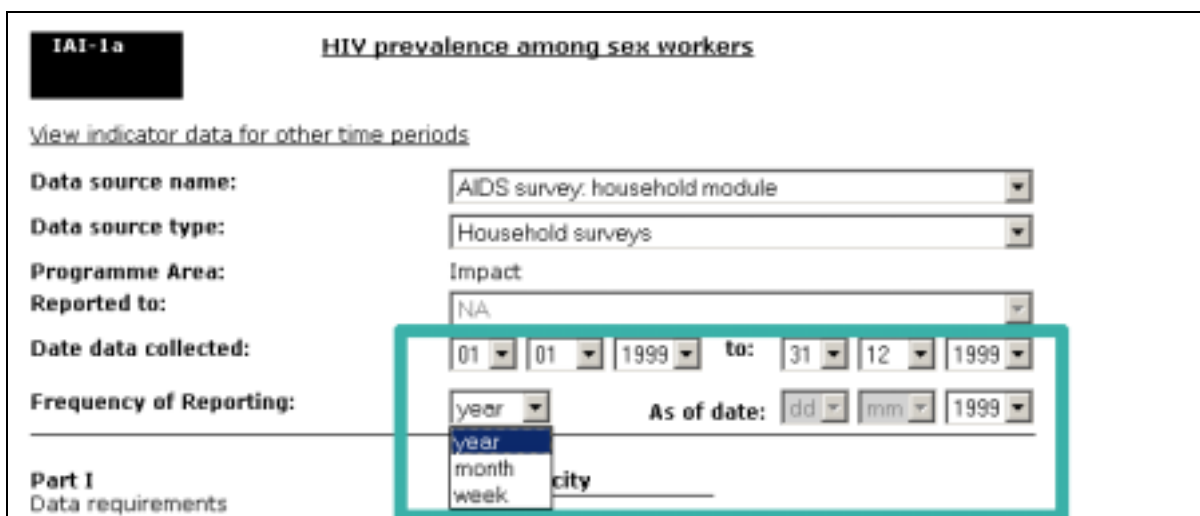 IAI-1a HIV prevalence among sex workers
View indicator data for other time periods
Data source name: AIDS survey: household module
Data source type: Household surveys
Programme Area: Impact
Reported to: NA
Date data collected: 01 01 1999 to: 31 12 1999
Frequency of Reporting: year As of date: dd mm 1999
year
month
week
Part I city
Data requirements